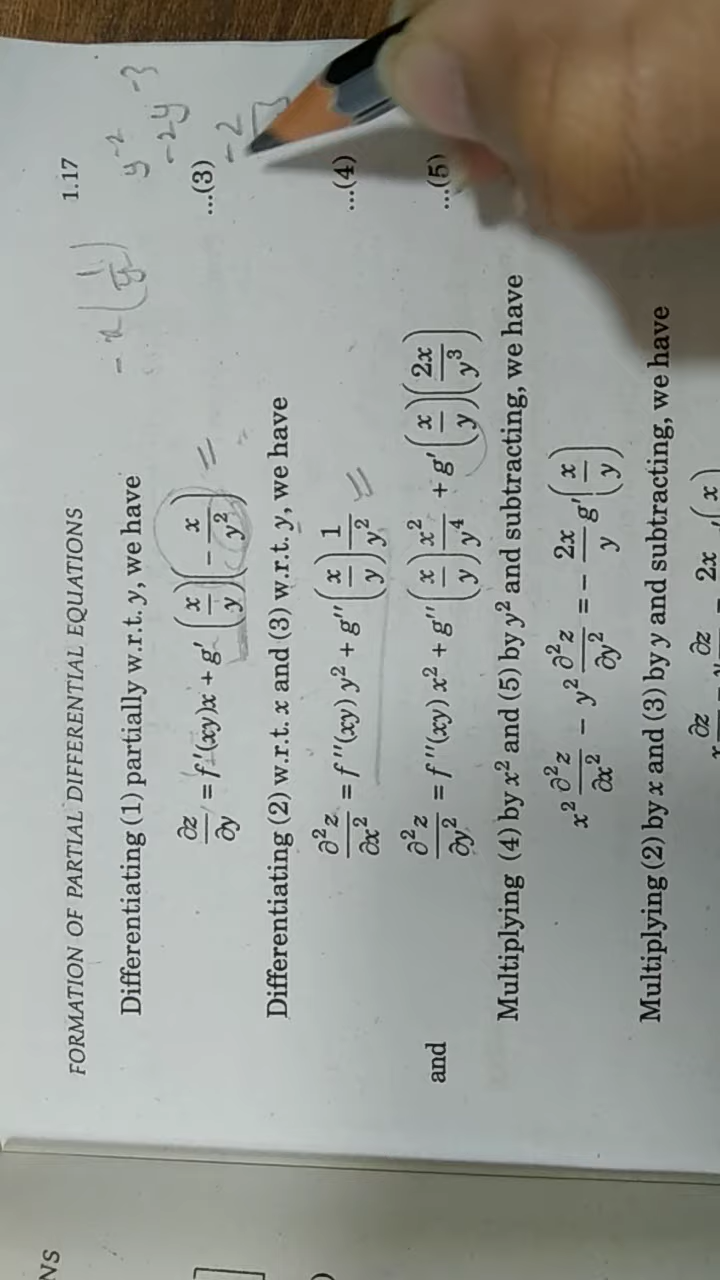 FORMATION OF PARTIAL DIFFERENTIAL EQUATIONS 1.17
− x (1/y²)
y⁻²
−2y⁻³
Differentiating (1) partially w.r.t. y, we have
∂z/∂y = f'(xy)x + g' (x/y)(− x/y²) = ...(3)
−2
Differentiating (2) w.r.t. x and (3) w.r.t. y, we have
∂²z/∂x² = f''(xy) y² + g'' (x/y) 1/y² = ...(4)
and ∂²z/∂y² = f''(xy) x² + g'' (x/y) x²/y⁴ + g' (x/y)(2x/y³) ...(5)
Multiplying (4) by x² and (5) by y² and subtracting, we have
x² ∂²z/∂x² − y² ∂²z/∂y² = − 2x/y g'(x/y)
Multiplying (2) by x and (3) by y and subtracting, we have
NS